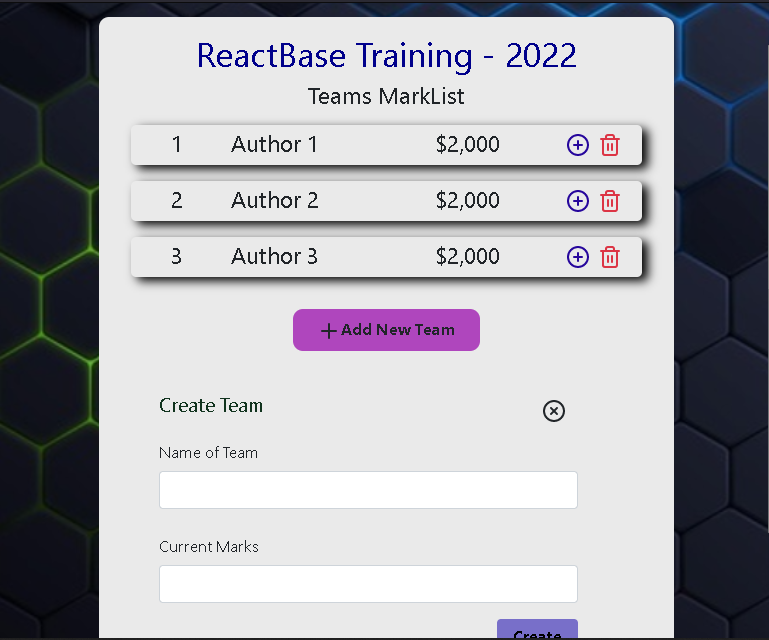 ReactBase Training - 2022
Teams MarkList
1 Author 1 $2,000
2 Author 2 $2,000
3 Author 3 $2,000
Add New Team
Create Team
Name of Team
Current Marks
Create